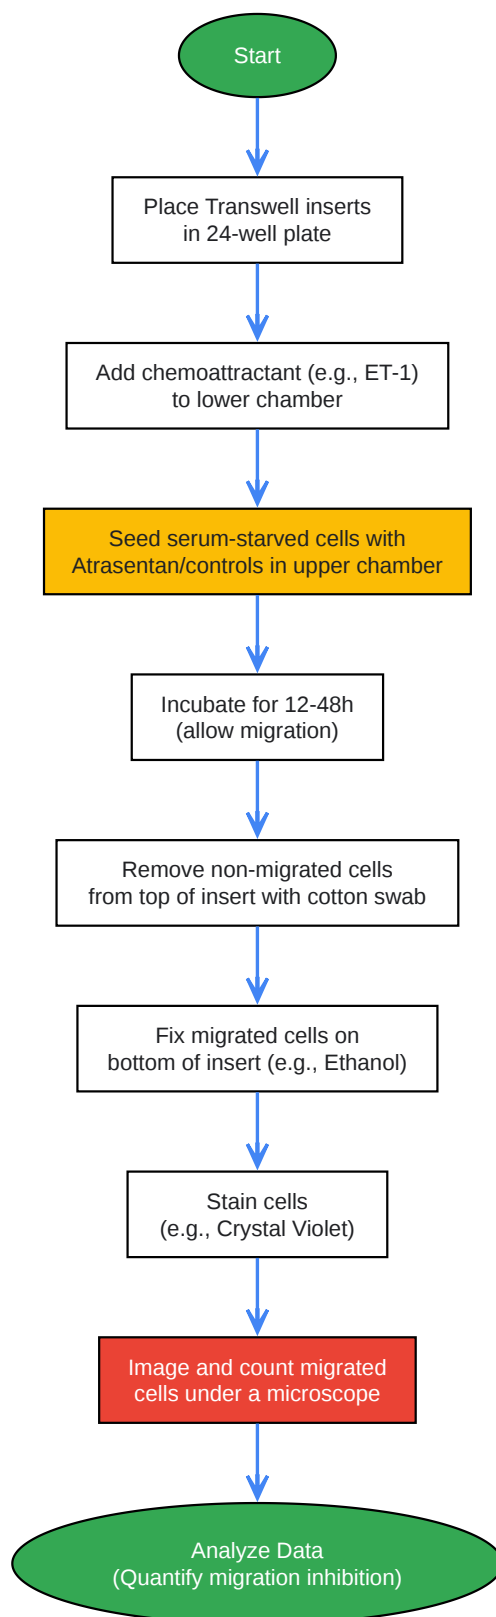 Start
Place Transwell inserts
in 24-well plate
Add chemoattractant (e.g., ET-1)
to lower chamber
Seed serum-starved cells with
Atrasentan/controls in upper chamber
Incubate for 12-48h
(allow migration)
Remove non-migrated cells
from top of insert with cotton swab
Fix migrated cells on
bottom of insert (e.g., Ethanol)
Stain cells
(e.g., Crystal Violet)
Image and count migrated
cells under a microscope
Analyze Data
(Quantify migration inhibition)